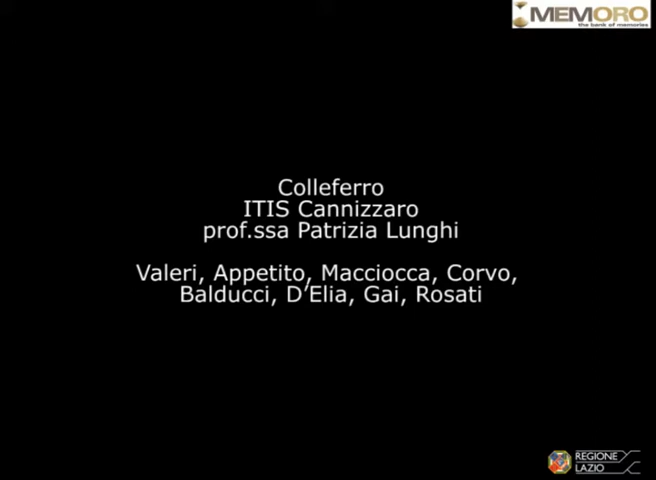 MEMORO
the bank of memories
Colleferro
ITIS Cannizzaro
prof.ssa Patrizia Lunghi
Valeri, Appetito, Macciocca, Corvo,
Balducci, D'Elia, Gai, Rosati
REGIONE
LAZIO